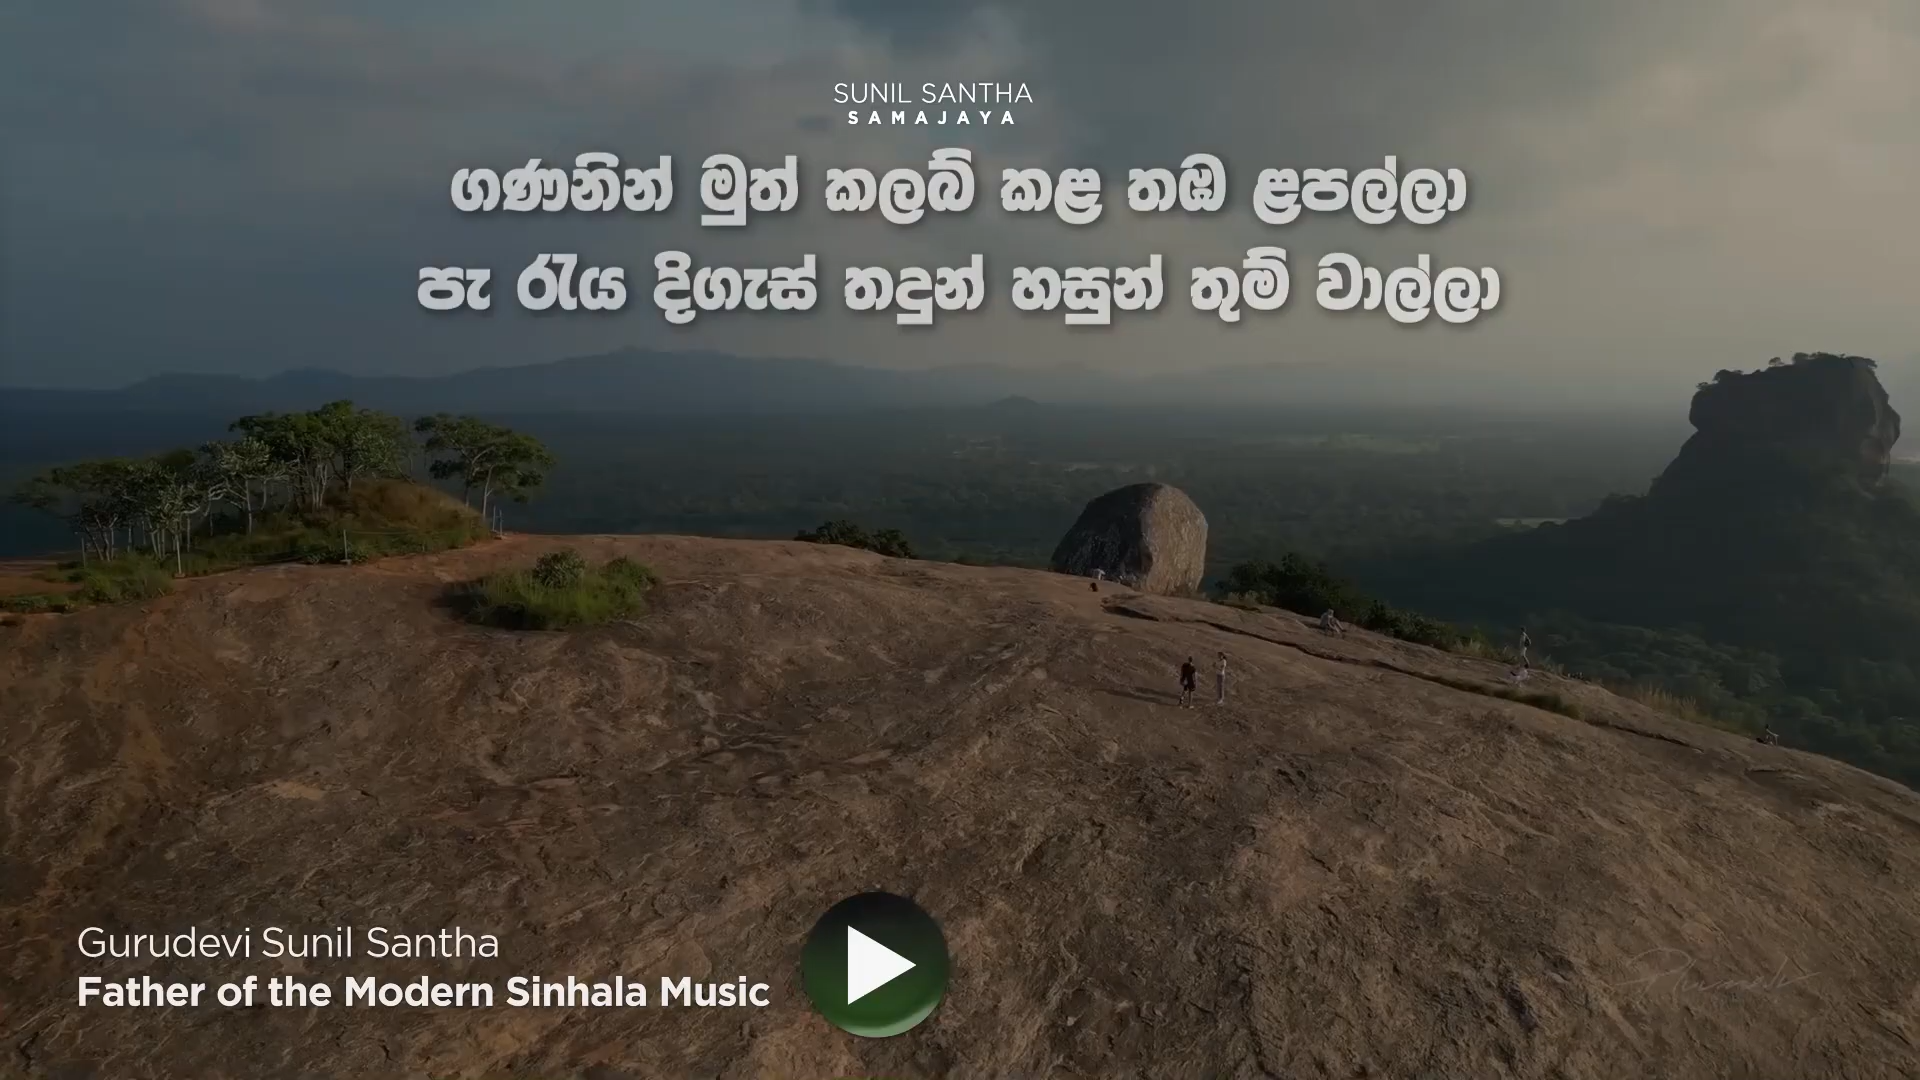 SUNIL SANTHA
SAMAJAYA
ගණනින් මුත් කලබ් කළ තඹ ළපල්ලා
පැ රැය දිගැස් තදුන් හසුන් තුම් වාල්ලා
Gurudevi Sunil Santha
Father of the Modern Sinhala Music